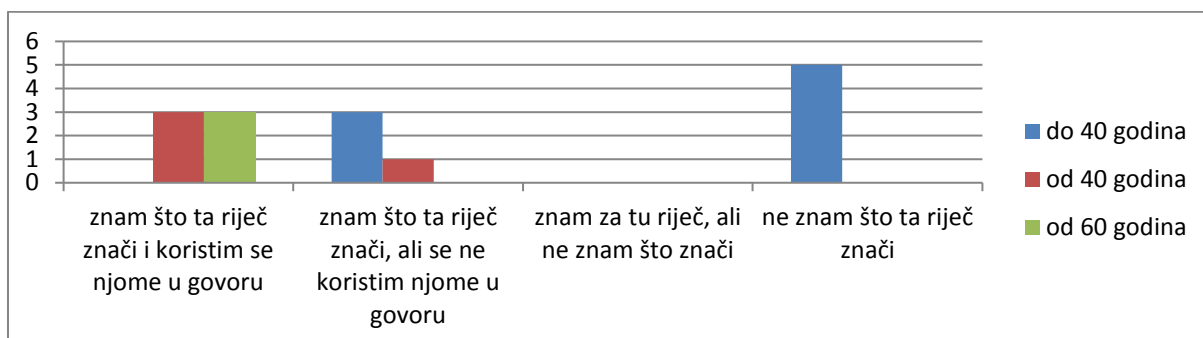 6
5
4
3
2
1
0
znam što ta riječ
znači i koristim se
njome u govoru
znam što ta riječ
znači, ali se ne
koristim njome u
govoru
znam za tu riječ, ali
ne znam što znači
ne znam što ta riječ
znači
do 40 godina
od 40 godina
od 60 godina